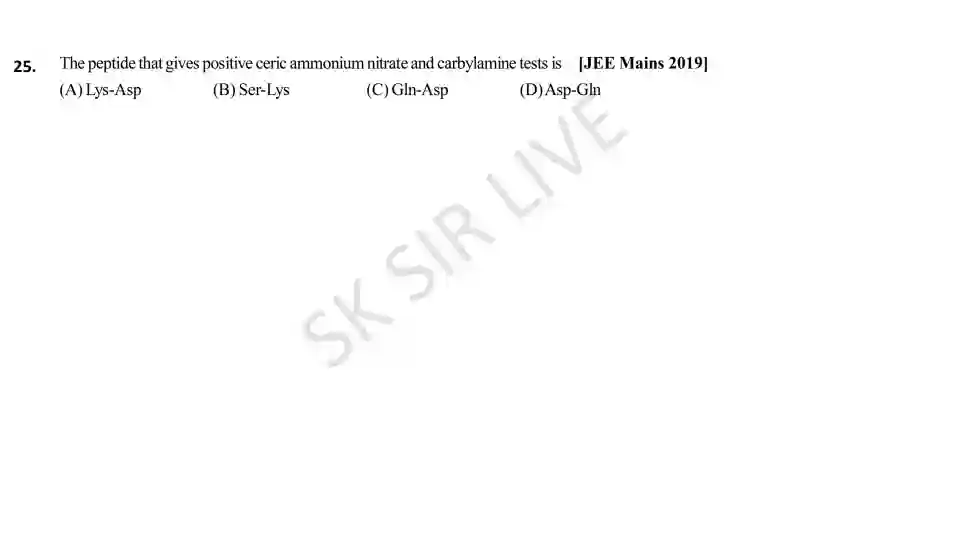 25. The peptide that gives positive ceric ammonium nitrate and carbylamine tests is [JEE Mains 2019]
(A) Lys-Asp (B) Ser-Lys (C) Gln-Asp (D) Asp-Gln
SK SIR LIVE